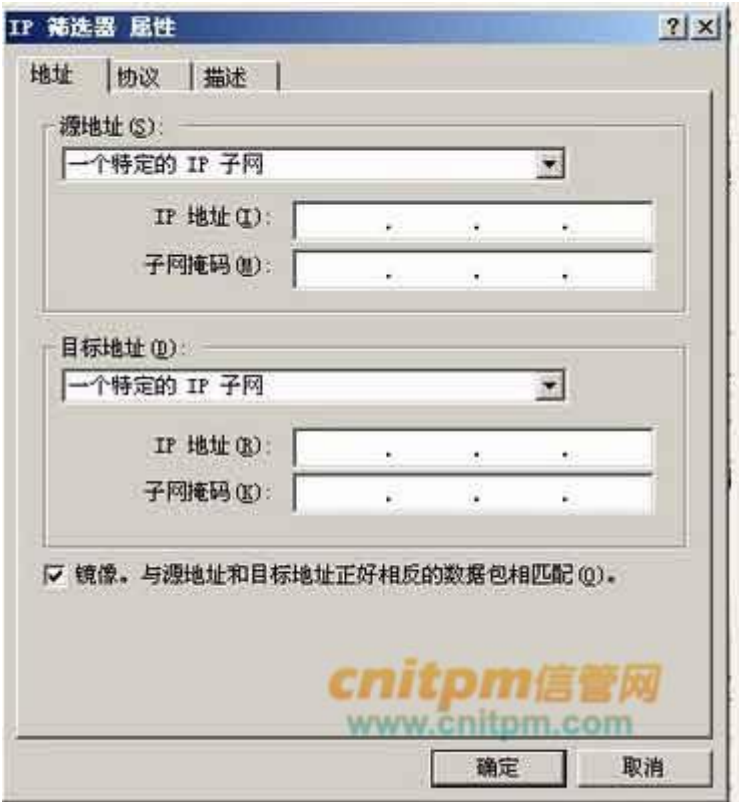 IP 筛选器 属性
地址 协议 描述
源地址(S):
一个特定的 IP 子网
IP 地址(I):
子网掩码(M):
目标地址(D):
一个特定的 IP 子网
IP 地址(R):
子网掩码(K):
镜像。与源地址和目标地址正好相反的数据包相匹配(O)。
cnitpm信管网
www.cnitpm.com
确定 取消